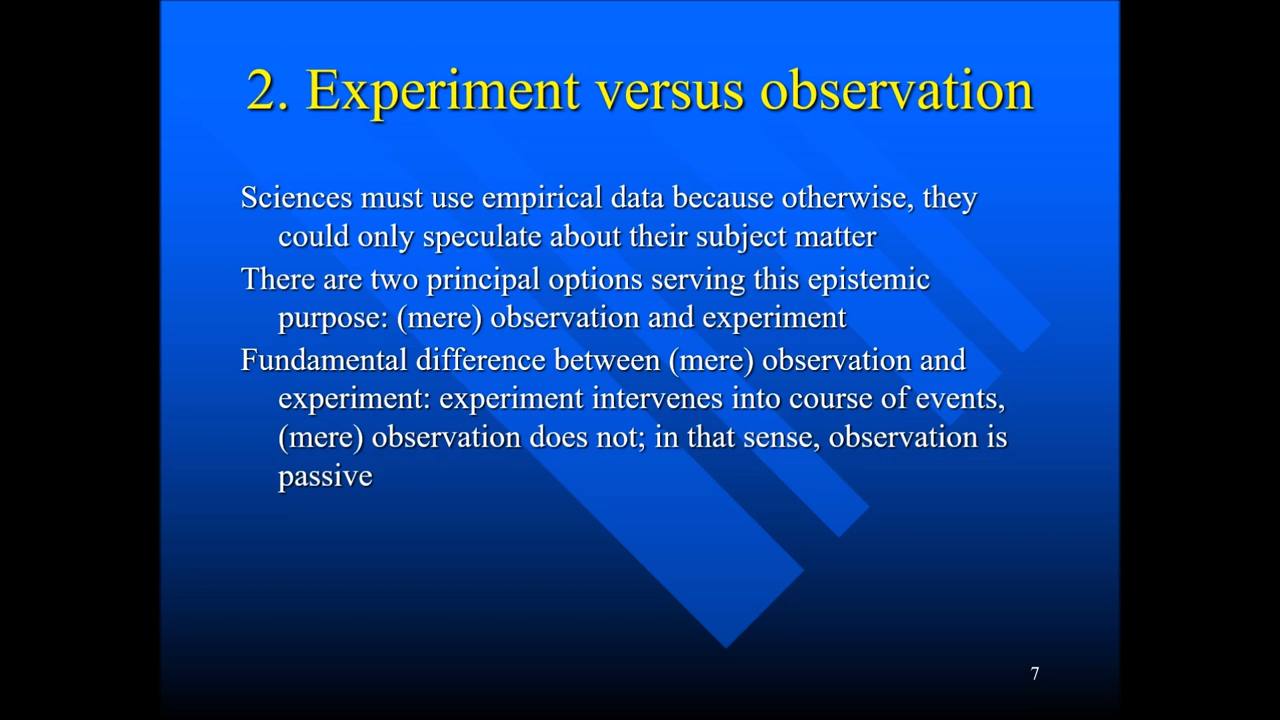 2. Experiment versus observation
Sciences must use empirical data because otherwise, they
could only speculate about their subject matter
There are two principal options serving this epistemic
purpose: (mere) observation and experiment
Fundamental difference between (mere) observation and
experiment: experiment intervenes into course of events,
(mere) observation does not; in that sense, observation is
passive
7